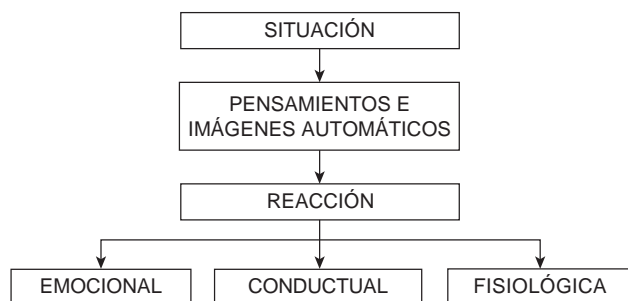 SITUACIÓN
PENSAMIENTOS E
IMÁGENES AUTOMÁTICOS
REACCIÓN
EMOCIONAL
CONDUCTUAL
FISIOLÓGICA